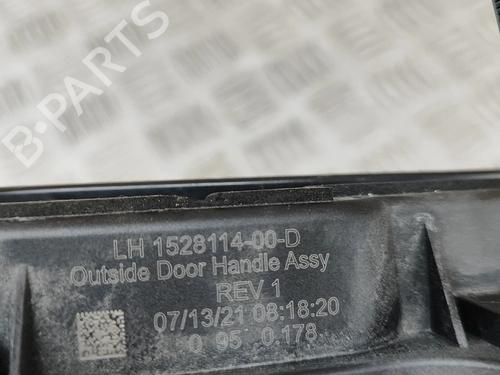 B-PARTS
LH 1528114-00-D
Outside Door Handle Assy
REV 1
07/13/21 08:18:20
0 95 0.178